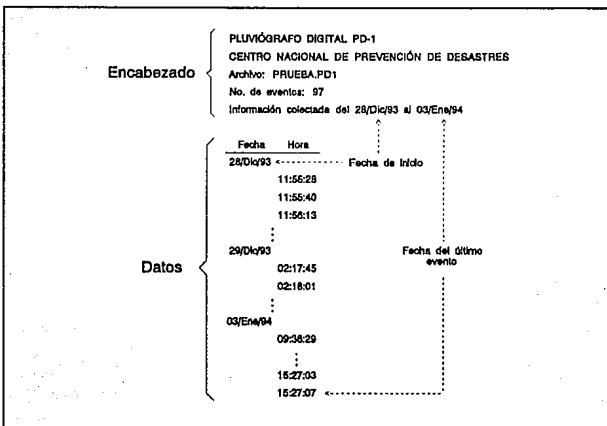 PLUVIÓGRAFO DIGITAL PD-1
CENTRO NACIONAL DE PREVENCIÓN DE DESASTRES
Encabezado
Archivo: PRUEBA.PD1
No. de eventos: 97
Información colectada del 28/Dic/93 al 03/Ene/94
Fecha Hora
28/Dic/93 Fecha de Inicio
11:55:28
11:55:40
11:56:13
29/Dic/93 Fecha del último
evento
Datos
02:17:45
02:18:01
03/Ene/94
09:36:29
15:27:03
15:27:07